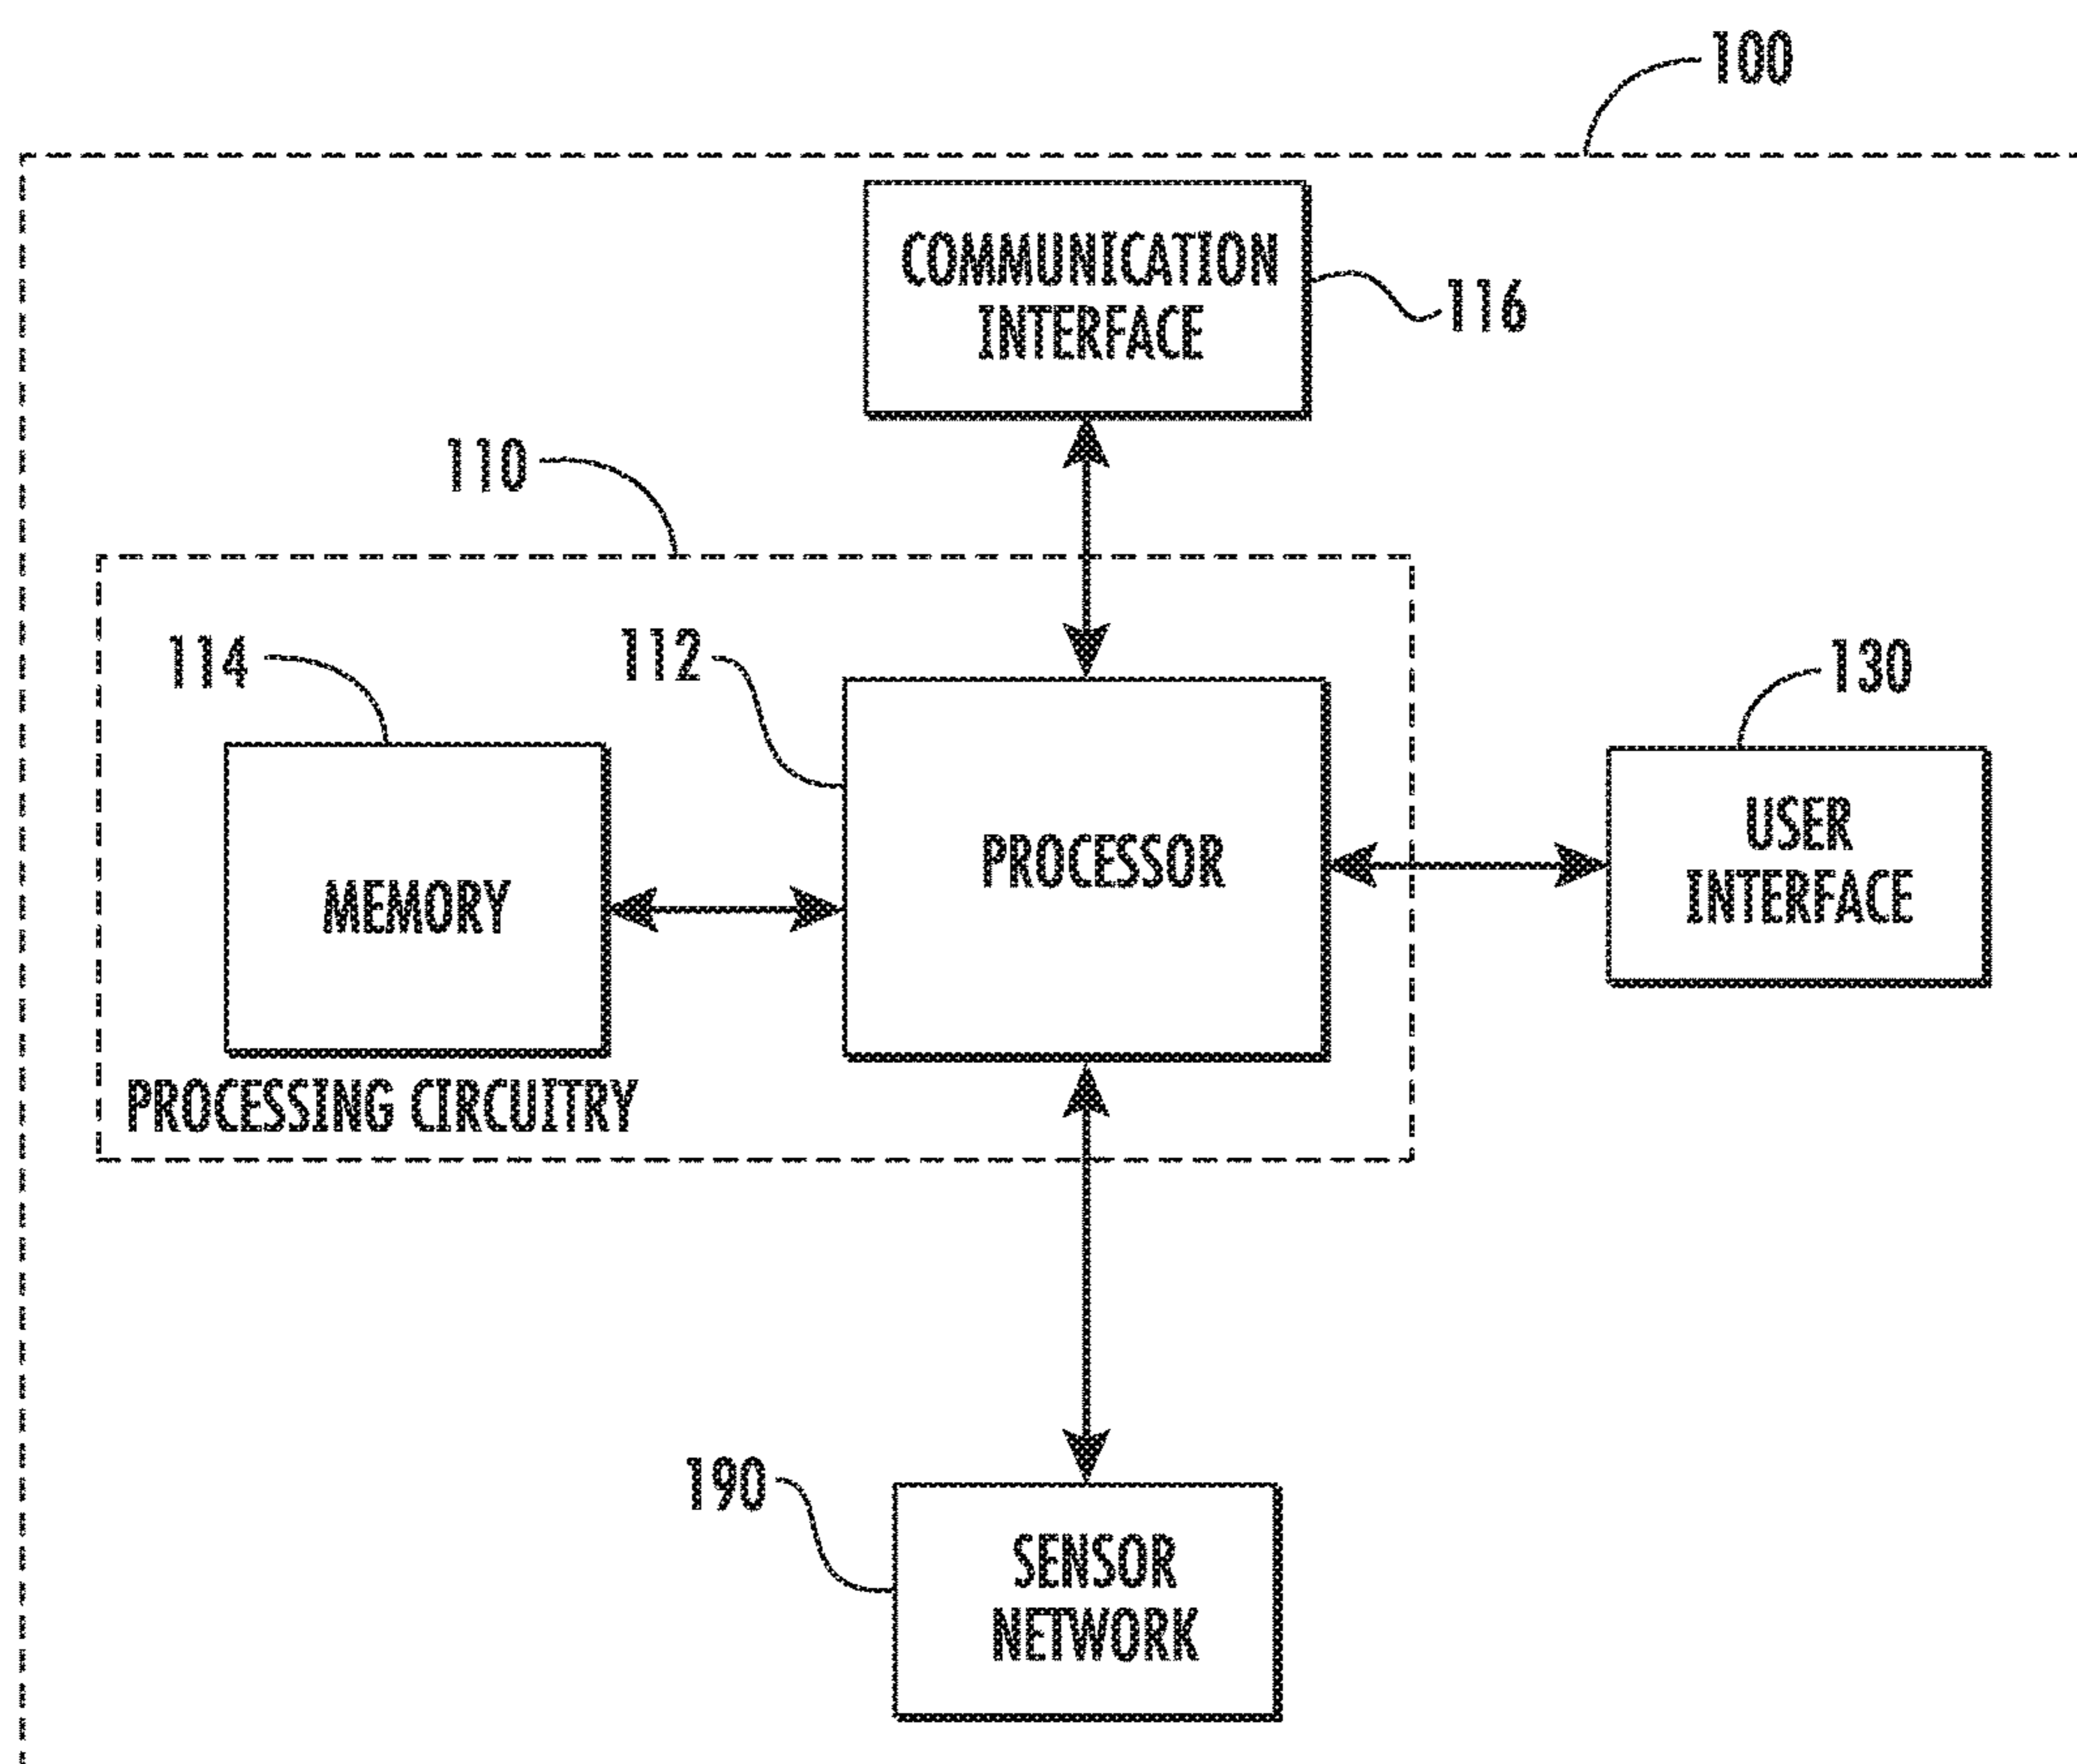 100
COMMUNICATION
INTERFACE
116
110
114
112
130
MEMORY
PROCESSOR
USER
INTERFACE
PROCESSING CIRCUITRY
190
SENSOR
NETWORK